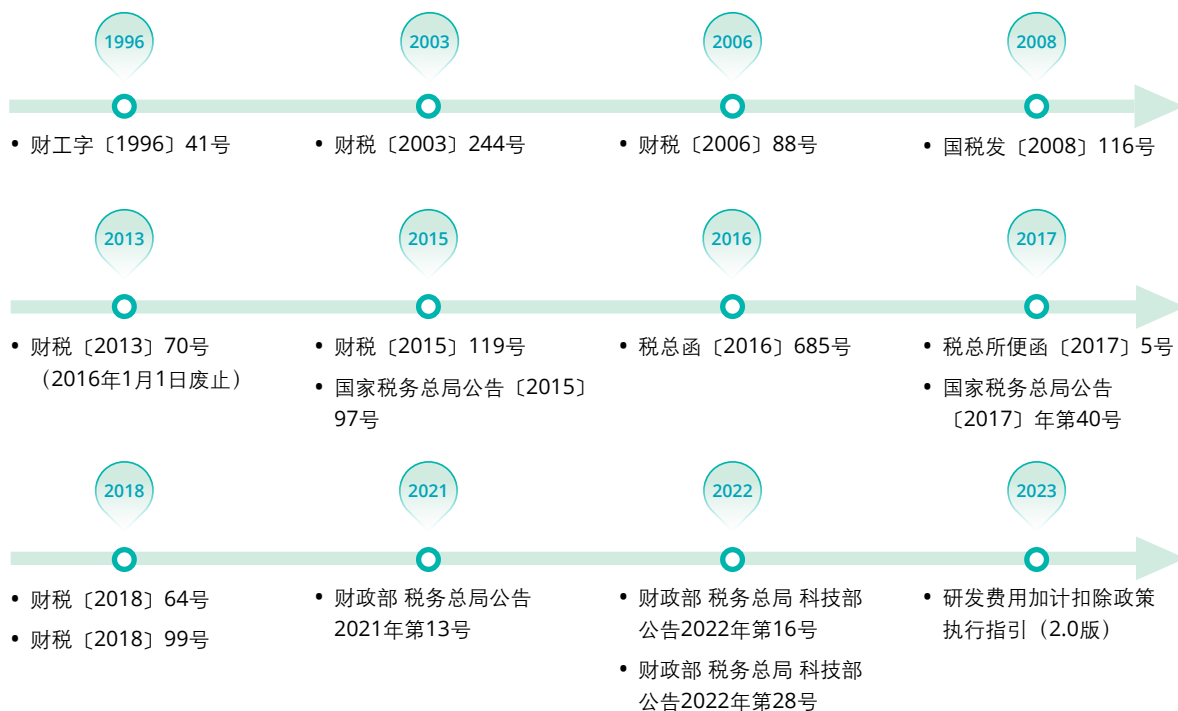 1996
2003
2006
2008
• 财工字〔1996〕41号
• 财税〔2003〕244号
• 财税〔2006〕88号
• 国税发〔2008〕116号
2013
2015
2016
2017
• 财税〔2013〕70号
（2016年1月1日废止）
• 财税〔2015〕119号
• 国家税务总局公告〔2015〕
97号
• 税总函〔2016〕685号
• 税总所便函〔2017〕5号
• 国家税务总局公告
〔2017〕年第40号
2018
2021
2022
2023
• 财税〔2018〕64号
• 财税〔2018〕99号
• 财政部 税务总局公告
2021年第13号
• 财政部 税务总局 科技部
公告2022年第16号
• 财政部 税务总局 科技部
公告2022年第28号
• 研发费用加计扣除政策
执行指引（2.0版）